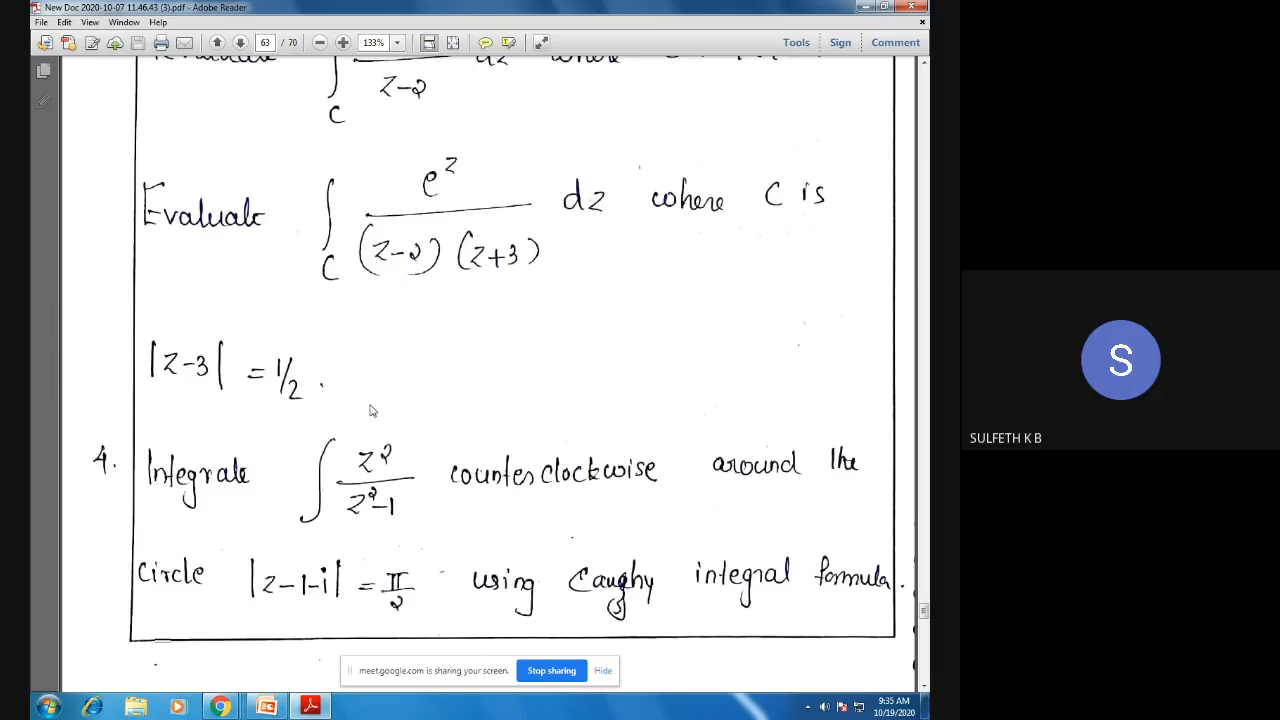 New Doc 2020-10-07 11.46.43 (3).pdf - Adobe Reader
File Edit View Window Help
63 / 70 133% Tools Sign Comment
z-2
C
Evaluate ∫ e^z dz where C is
C (z-2) (z+3)
|z-3| = 1/2 .
4. Integrate ∫ z^2 / z^2-1 counterclockwise around the
circle |z-1-i| = π/2 using Cauchy integral formula.
meet.google.com is sharing your screen. Stop sharing Hide
S
SULFETH K B
9:35 AM
10/19/2020